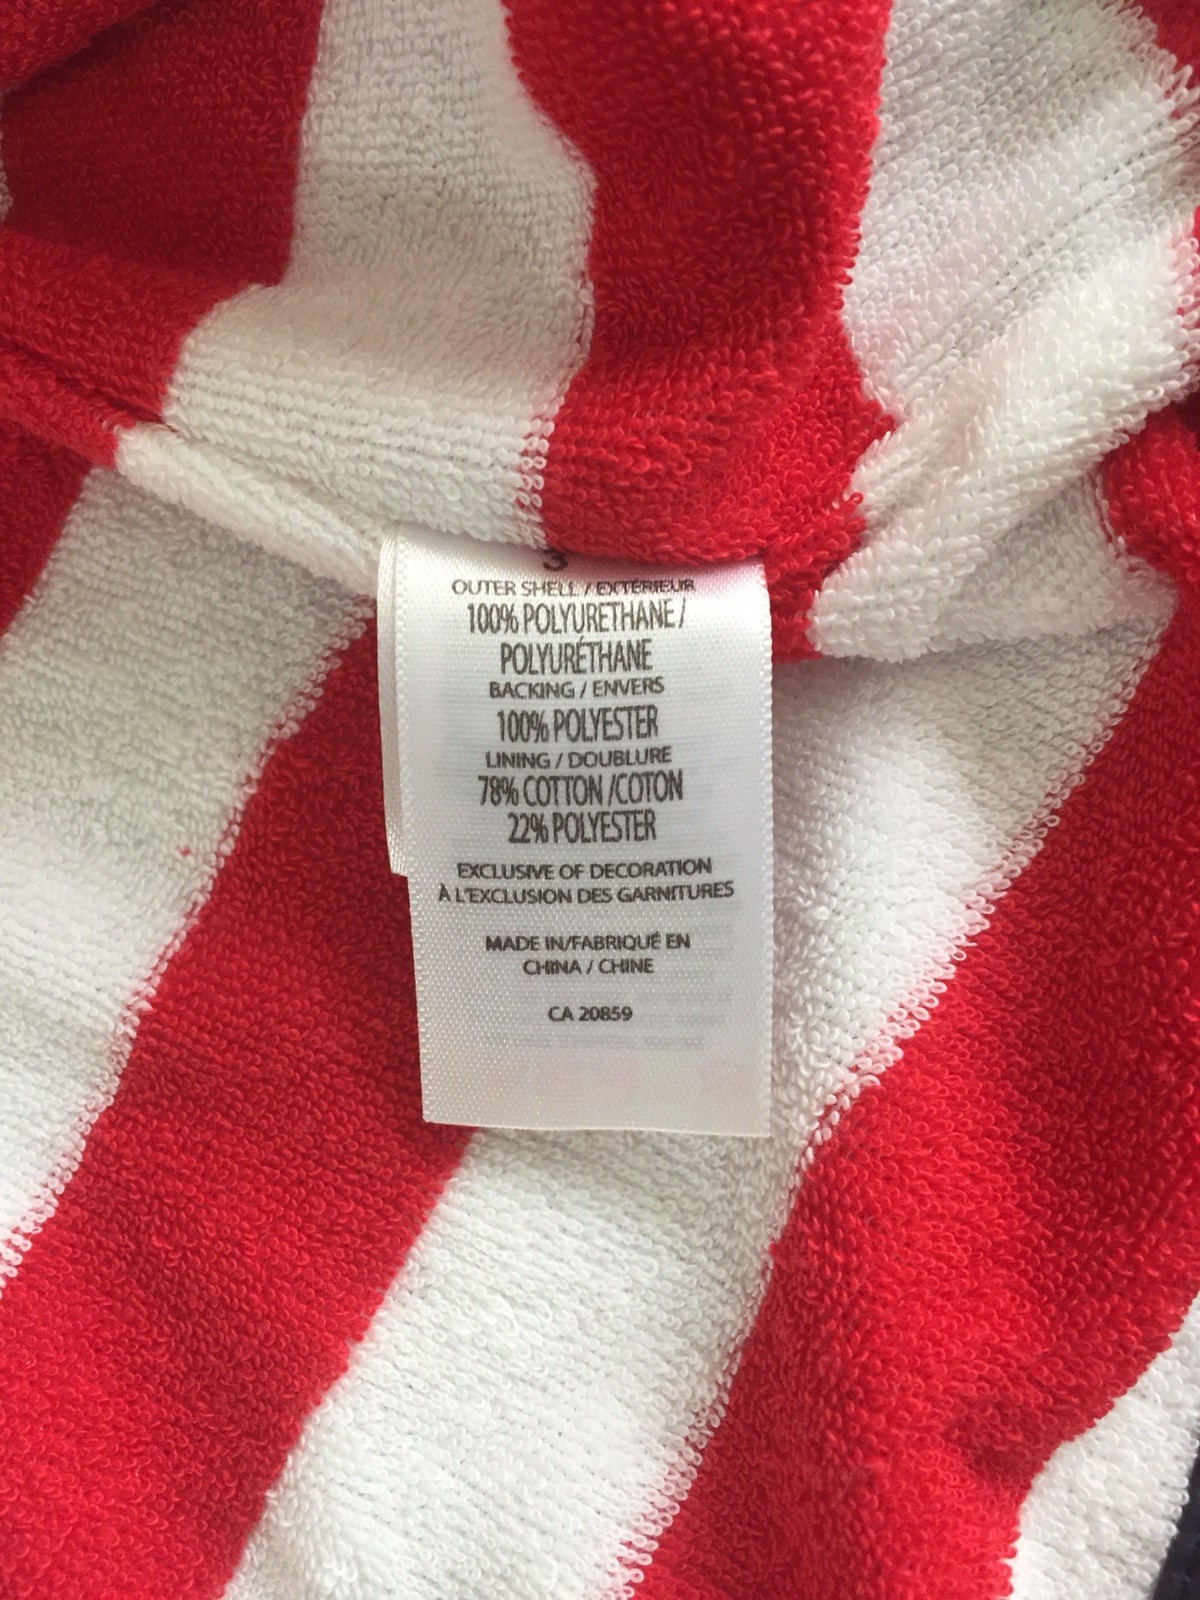 3
OUTER SHELL / EXTÉRIEUR
100% POLYURETHANE /
POLYURÉTHANE
BACKING / ENVERS
100% POLYESTER
LINING / DOUBLURE
78% COTTON /COTON
22% POLYESTER
EXCLUSIVE OF DECORATION
À L'EXCLUSION DES GARNITURES
MADE IN/FABRIQUÉ EN
CHINA / CHINE
CA 20859